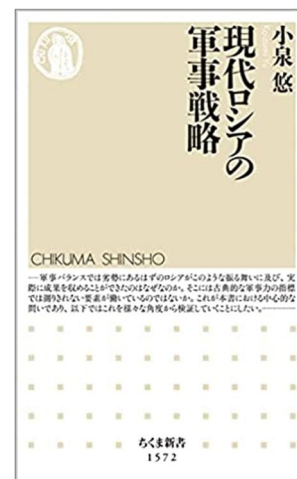 小泉 悠
現代ロシアの
軍事戦略
CHIKUMA SHINSHO
―軍事バランスでは劣勢にあるはずのロシアがこのような振る舞いに及び、実
際に成果を収めることができたのはなぜなのか。そこには古典的な軍事力の指標
では測りきれない要素が働いているのではないか。これが本書における中心的な
問いであり、以下ではこれを様々な角度から検証していくことにしたい。―
ちくま新書
1572